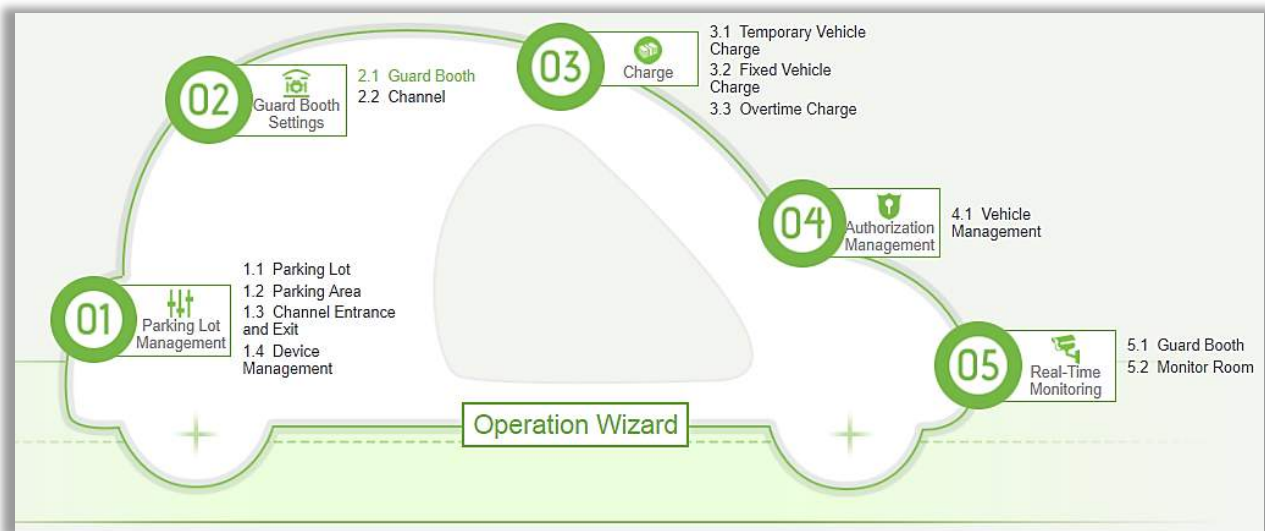 01
Parking Lot
Management
1.1 Parking Lot
1.2 Parking Area
1.3 Channel Entrance
and Exit
1.4 Device
Management
02
Guard Booth
Settings
2.1 Guard Booth
2.2 Channel
03
Charge
3.1 Temporary Vehicle
Charge
3.2 Fixed Vehicle
Charge
3.3 Overtime Charge
04
Authorization
Management
4.1 Vehicle
Management
05
Real-Time
Monitoring
5.1 Guard Booth
5.2 Monitor Room
Operation Wizard